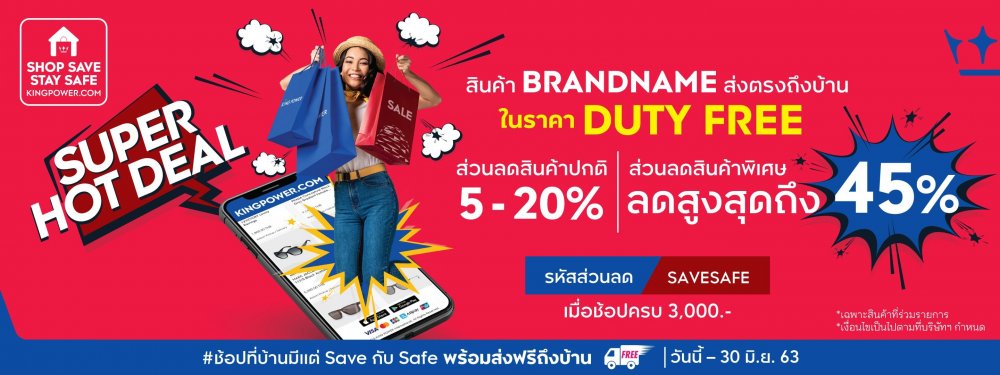 SHOP SAVE
STAY SAFE
KINGPOWER.COM
SUPER
HOT DEAL
SALE
KINGPOWER.COM
สินค้า BRANDNAME ส่งตรงถึงบ้าน
ในราคา DUTY FREE
ส่วนลดสินค้าปกติ
5 - 20%
ส่วนลดสินค้าพิเศษ
ลดสูงสุดถึง
45%
รหัสส่วนลด SAVESAFE
เมื่อช้อปครบ 3,000.-
*เฉพาะสินค้าที่ร่วมรายการ
*เงื่อนไขเป็นไปตามที่บริษัทฯ กำหนด
#ช้อปที่บ้านมีแต่ Save กับ Safe พร้อมส่งฟรีถึงบ้าน FREE วันนี้ – 30 มิ.ย. 63